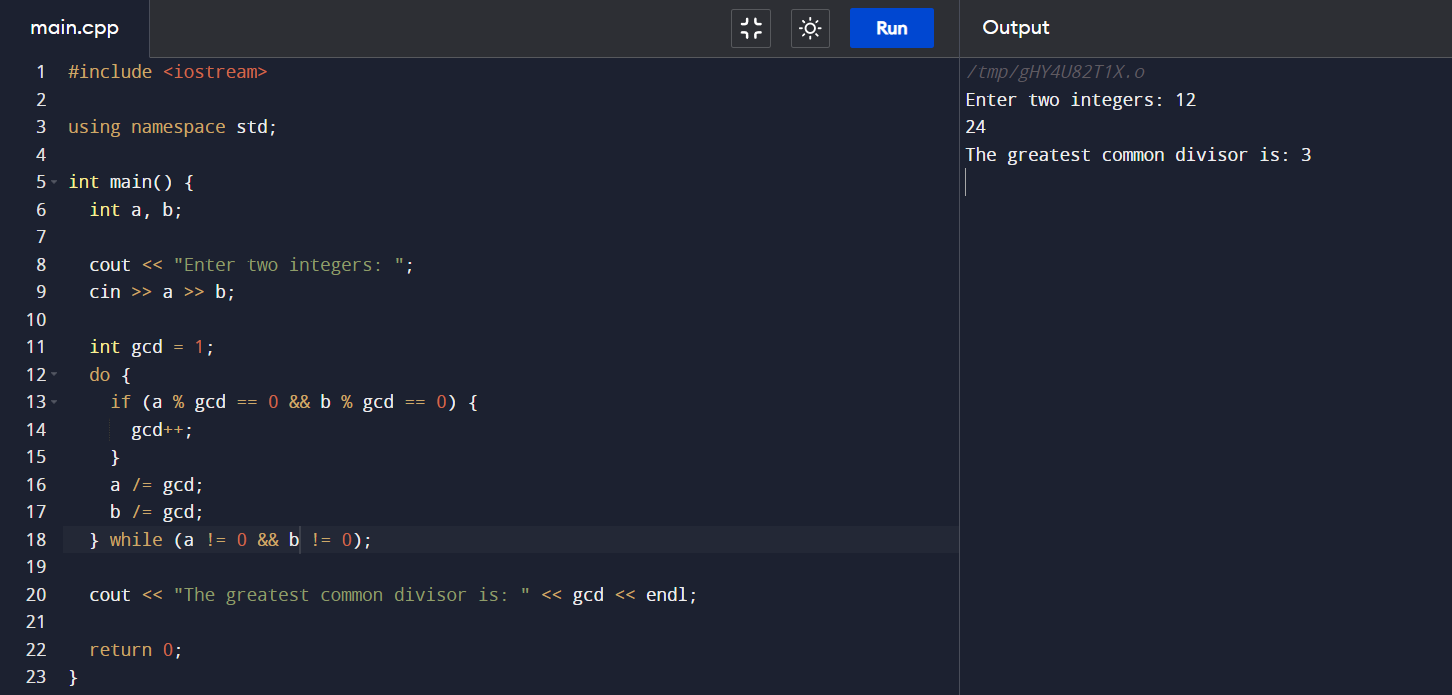 main.cpp
Run
Output
1 #include <iostream>
2
3 using namespace std;
4
5 int main() {
6   int a, b;
7
8   cout << "Enter two integers: ";
9   cin >> a >> b;
10
11   int gcd = 1;
12   do {
13     if (a % gcd == 0 && b % gcd == 0) {
14       gcd++;
15     }
16     a /= gcd;
17     b /= gcd;
18   } while (a != 0 && b != 0);
19
20   cout << "The greatest common divisor is: " << gcd << endl;
21
22   return 0;
23 }
/tmp/gHY4U82T1X.o
Enter two integers: 12
24
The greatest common divisor is: 3